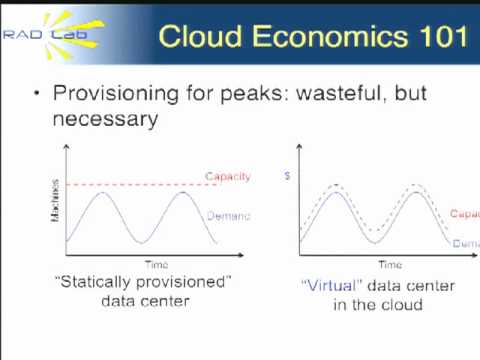 RAD Lab
Cloud Economics 101
• Provisioning for peaks: wasteful, but
necessary
Machines
Capacity
Demand
Time
"Statically provisioned"
data center
$
Capa
Dema
Time
"Virtual" data center
in the cloud